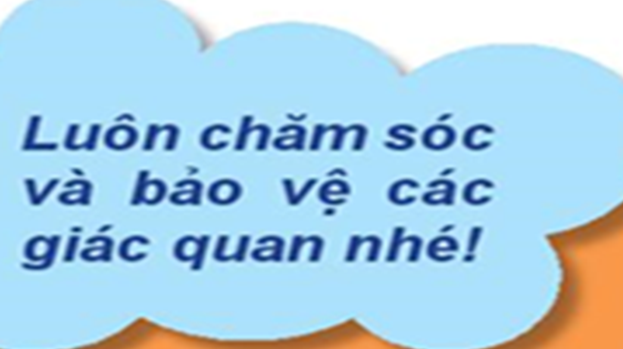 Luôn chăm sóc
và bảo vệ các
giác quan nhé!